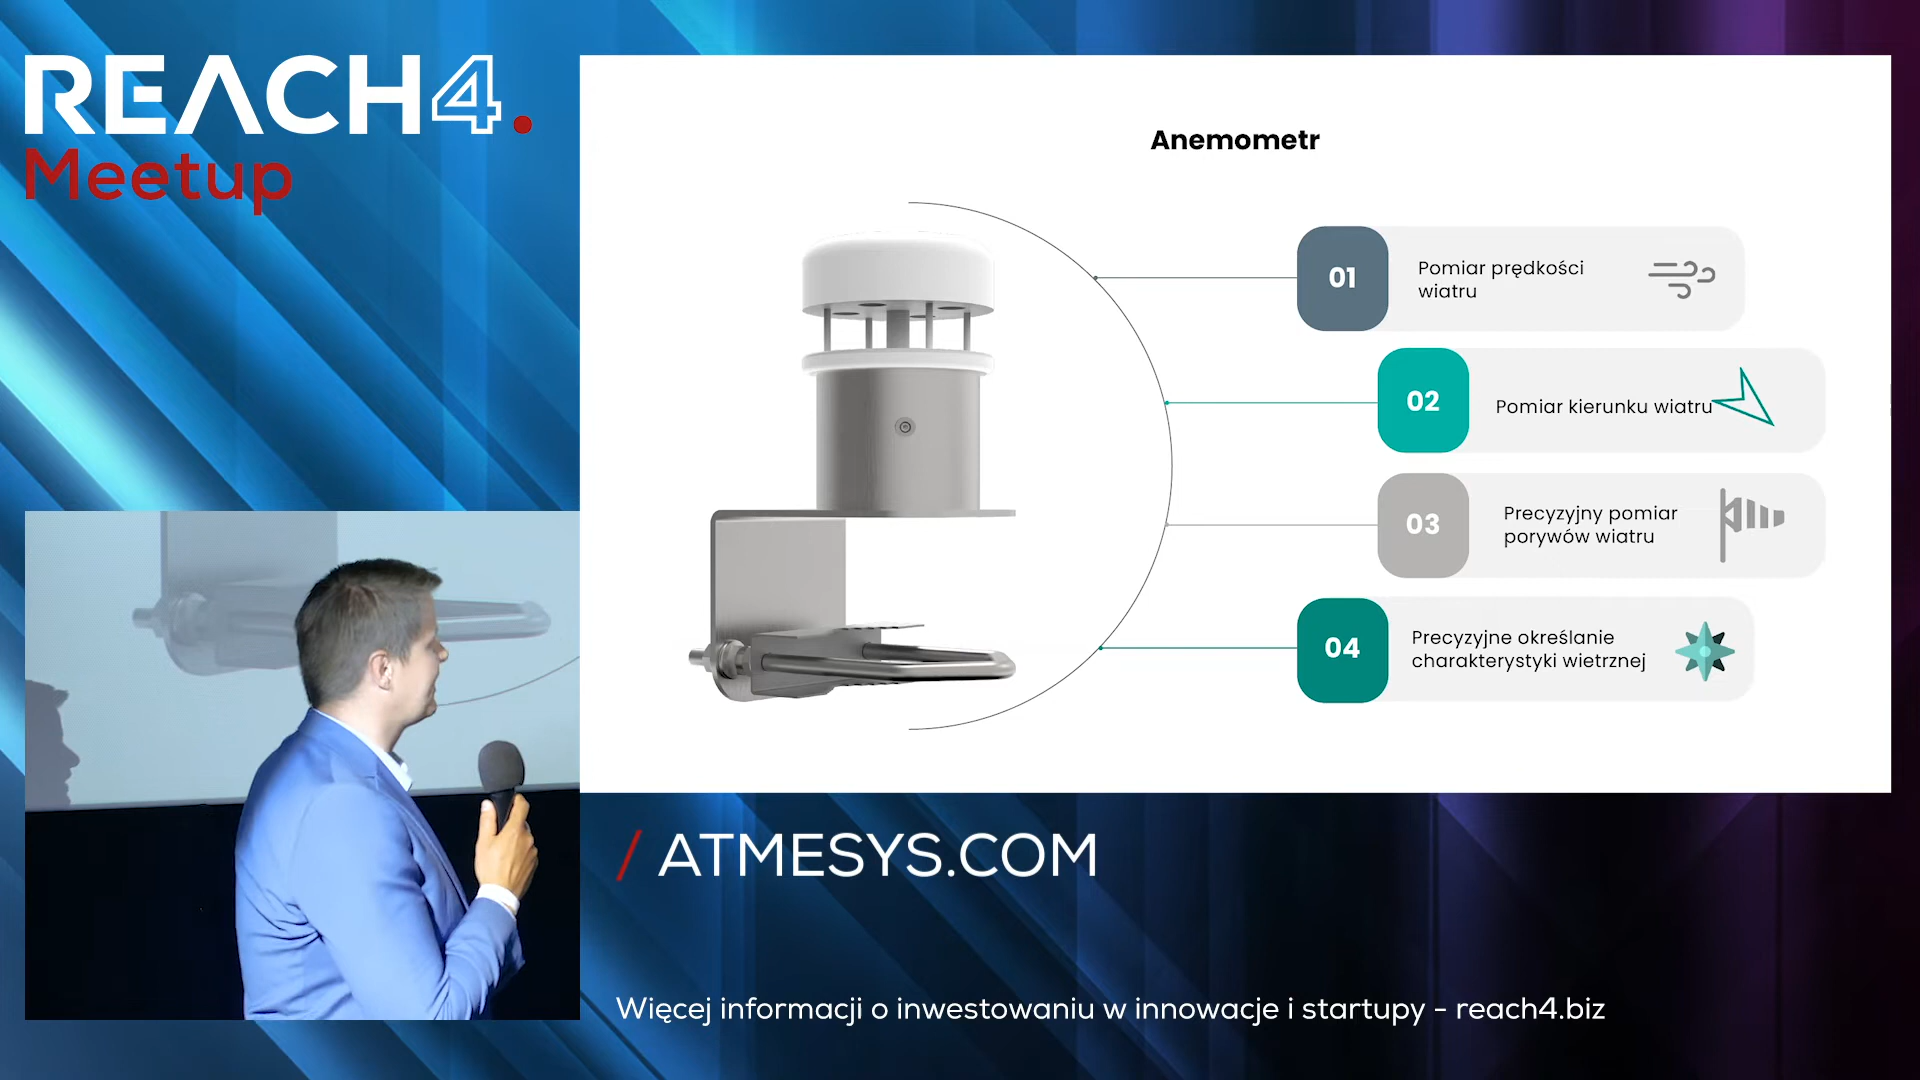 REACH4.
Meetup
Anemometr
01
Pomiar prędkości
wiatru
02
Pomiar kierunku wiatru
03
Precyzyjny pomiar
porywów wiatru
04
Precyzyjne określanie
charakterystyki wietrznej
/ ATMESYS.COM
Więcej informacji o inwestowaniu w innowacje i startupy - reach4.biz